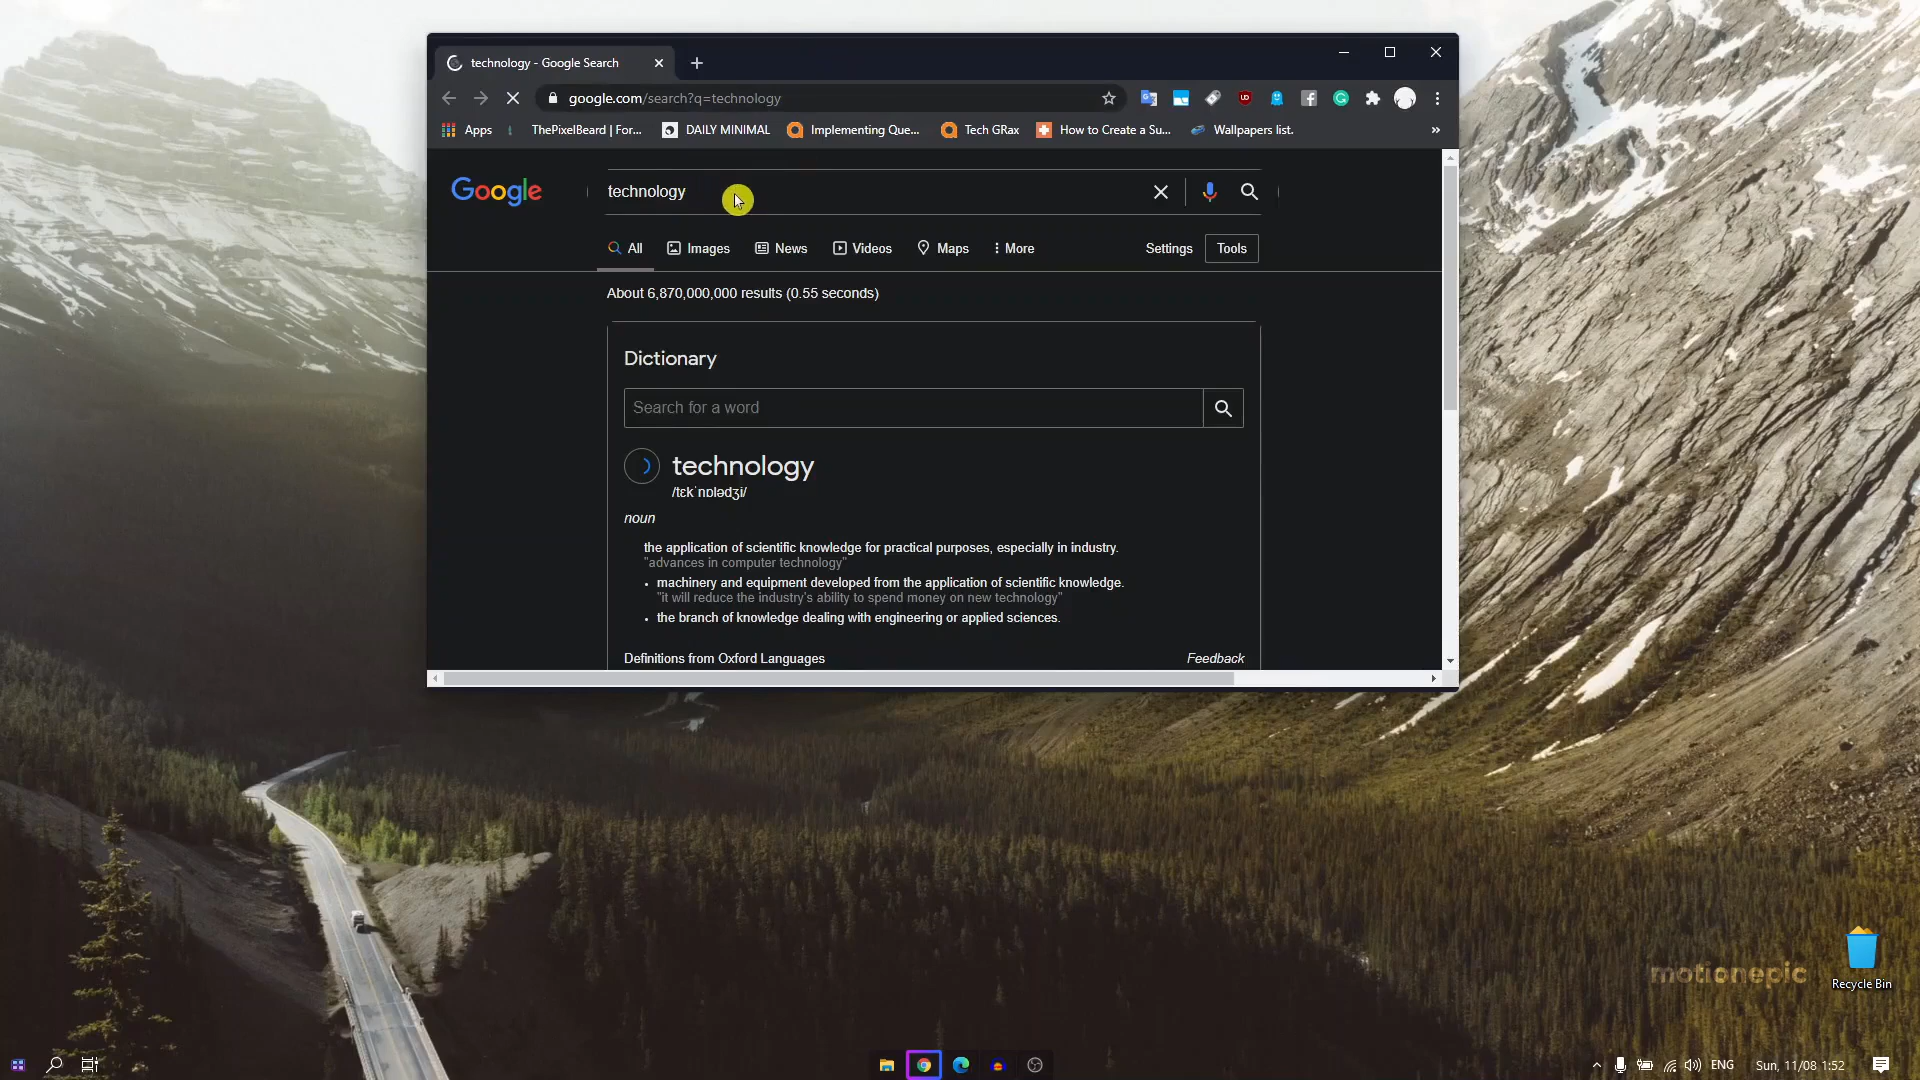 technology - Google Search
google.com/search?q=technology
Apps
ThePixelBeard | For...
DAILY MINIMAL
Implementing Que...
Tech GRax
How to Create a Su...
Wallpapers list.
»
Google
technology
All
Images
News
Videos
Maps
More
Settings
Tools
About 6,870,000,000 results (0.55 seconds)
Dictionary
Search for a word
technology
/tɛkˈnɒlədʒi/
noun
the application of scientific knowledge for practical purposes, especially in industry.
"advances in computer technology"
• machinery and equipment developed from the application of scientific knowledge.
"it will reduce the industry's ability to spend money on new technology"
• the branch of knowledge dealing with engineering or applied sciences.
Definitions from Oxford Languages
Feedback
motionepic
Recycle Bin
ENG
Sun, 11/08 1:52